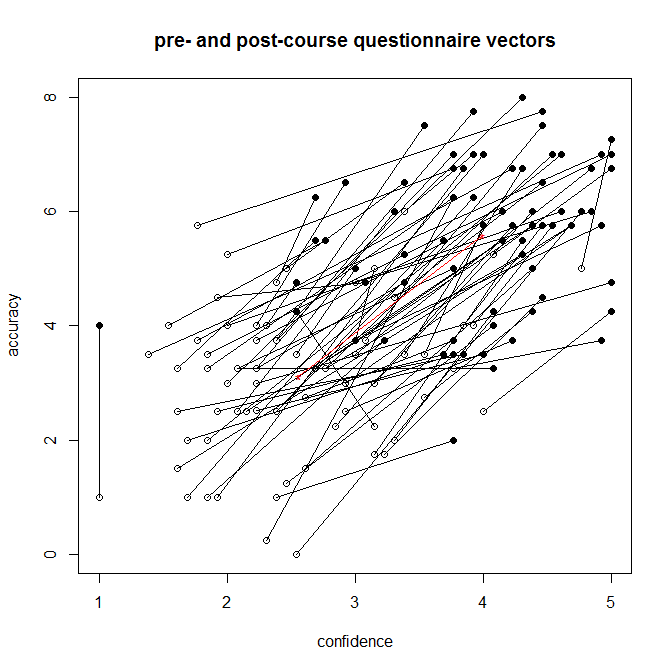 pre- and post-course questionnaire vectors
8
6
4
2
0
accuracy
1 2 3 4 5
confidence